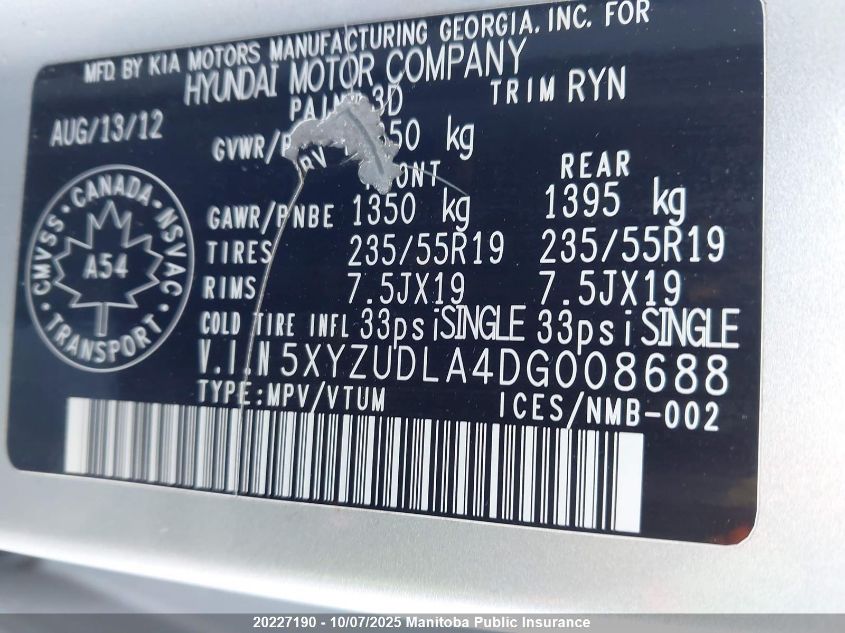 MFD. BY KIA MOTORS MANUFACTURING GEORGIA, INC. FOR
HYUNDAI MOTOR COMPANY
AUG/13/12
3D TRIM RYN
50 kg
REAR
GAWR/PNBE 1350 kg 1395 kg
TIRES 235/55R19 235/55R19
RIMS 7.5JX19 7.5JX19
COLD TIRE INFL 33psiSINGLE 33psiSINGLE
V.I.N 5XYZUDLA4DG008688
TYPE:MPV/VTUM ICES/NMB-002
CMVSS · CANADA · NSVAC
A54
TRANSPORT
20227190 - 10/07/2025 Manitoba Public Insurance